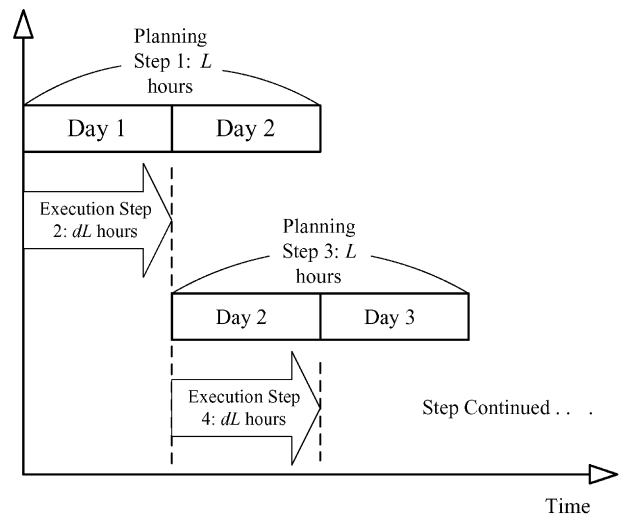 Planning
Step 1: L
hours
Day 1
Day 2
Execution Step
2: dL hours
Planning
Step 3: L
hours
Day 2
Day 3
Execution Step
4: dL hours
Step Continued . . .
Time